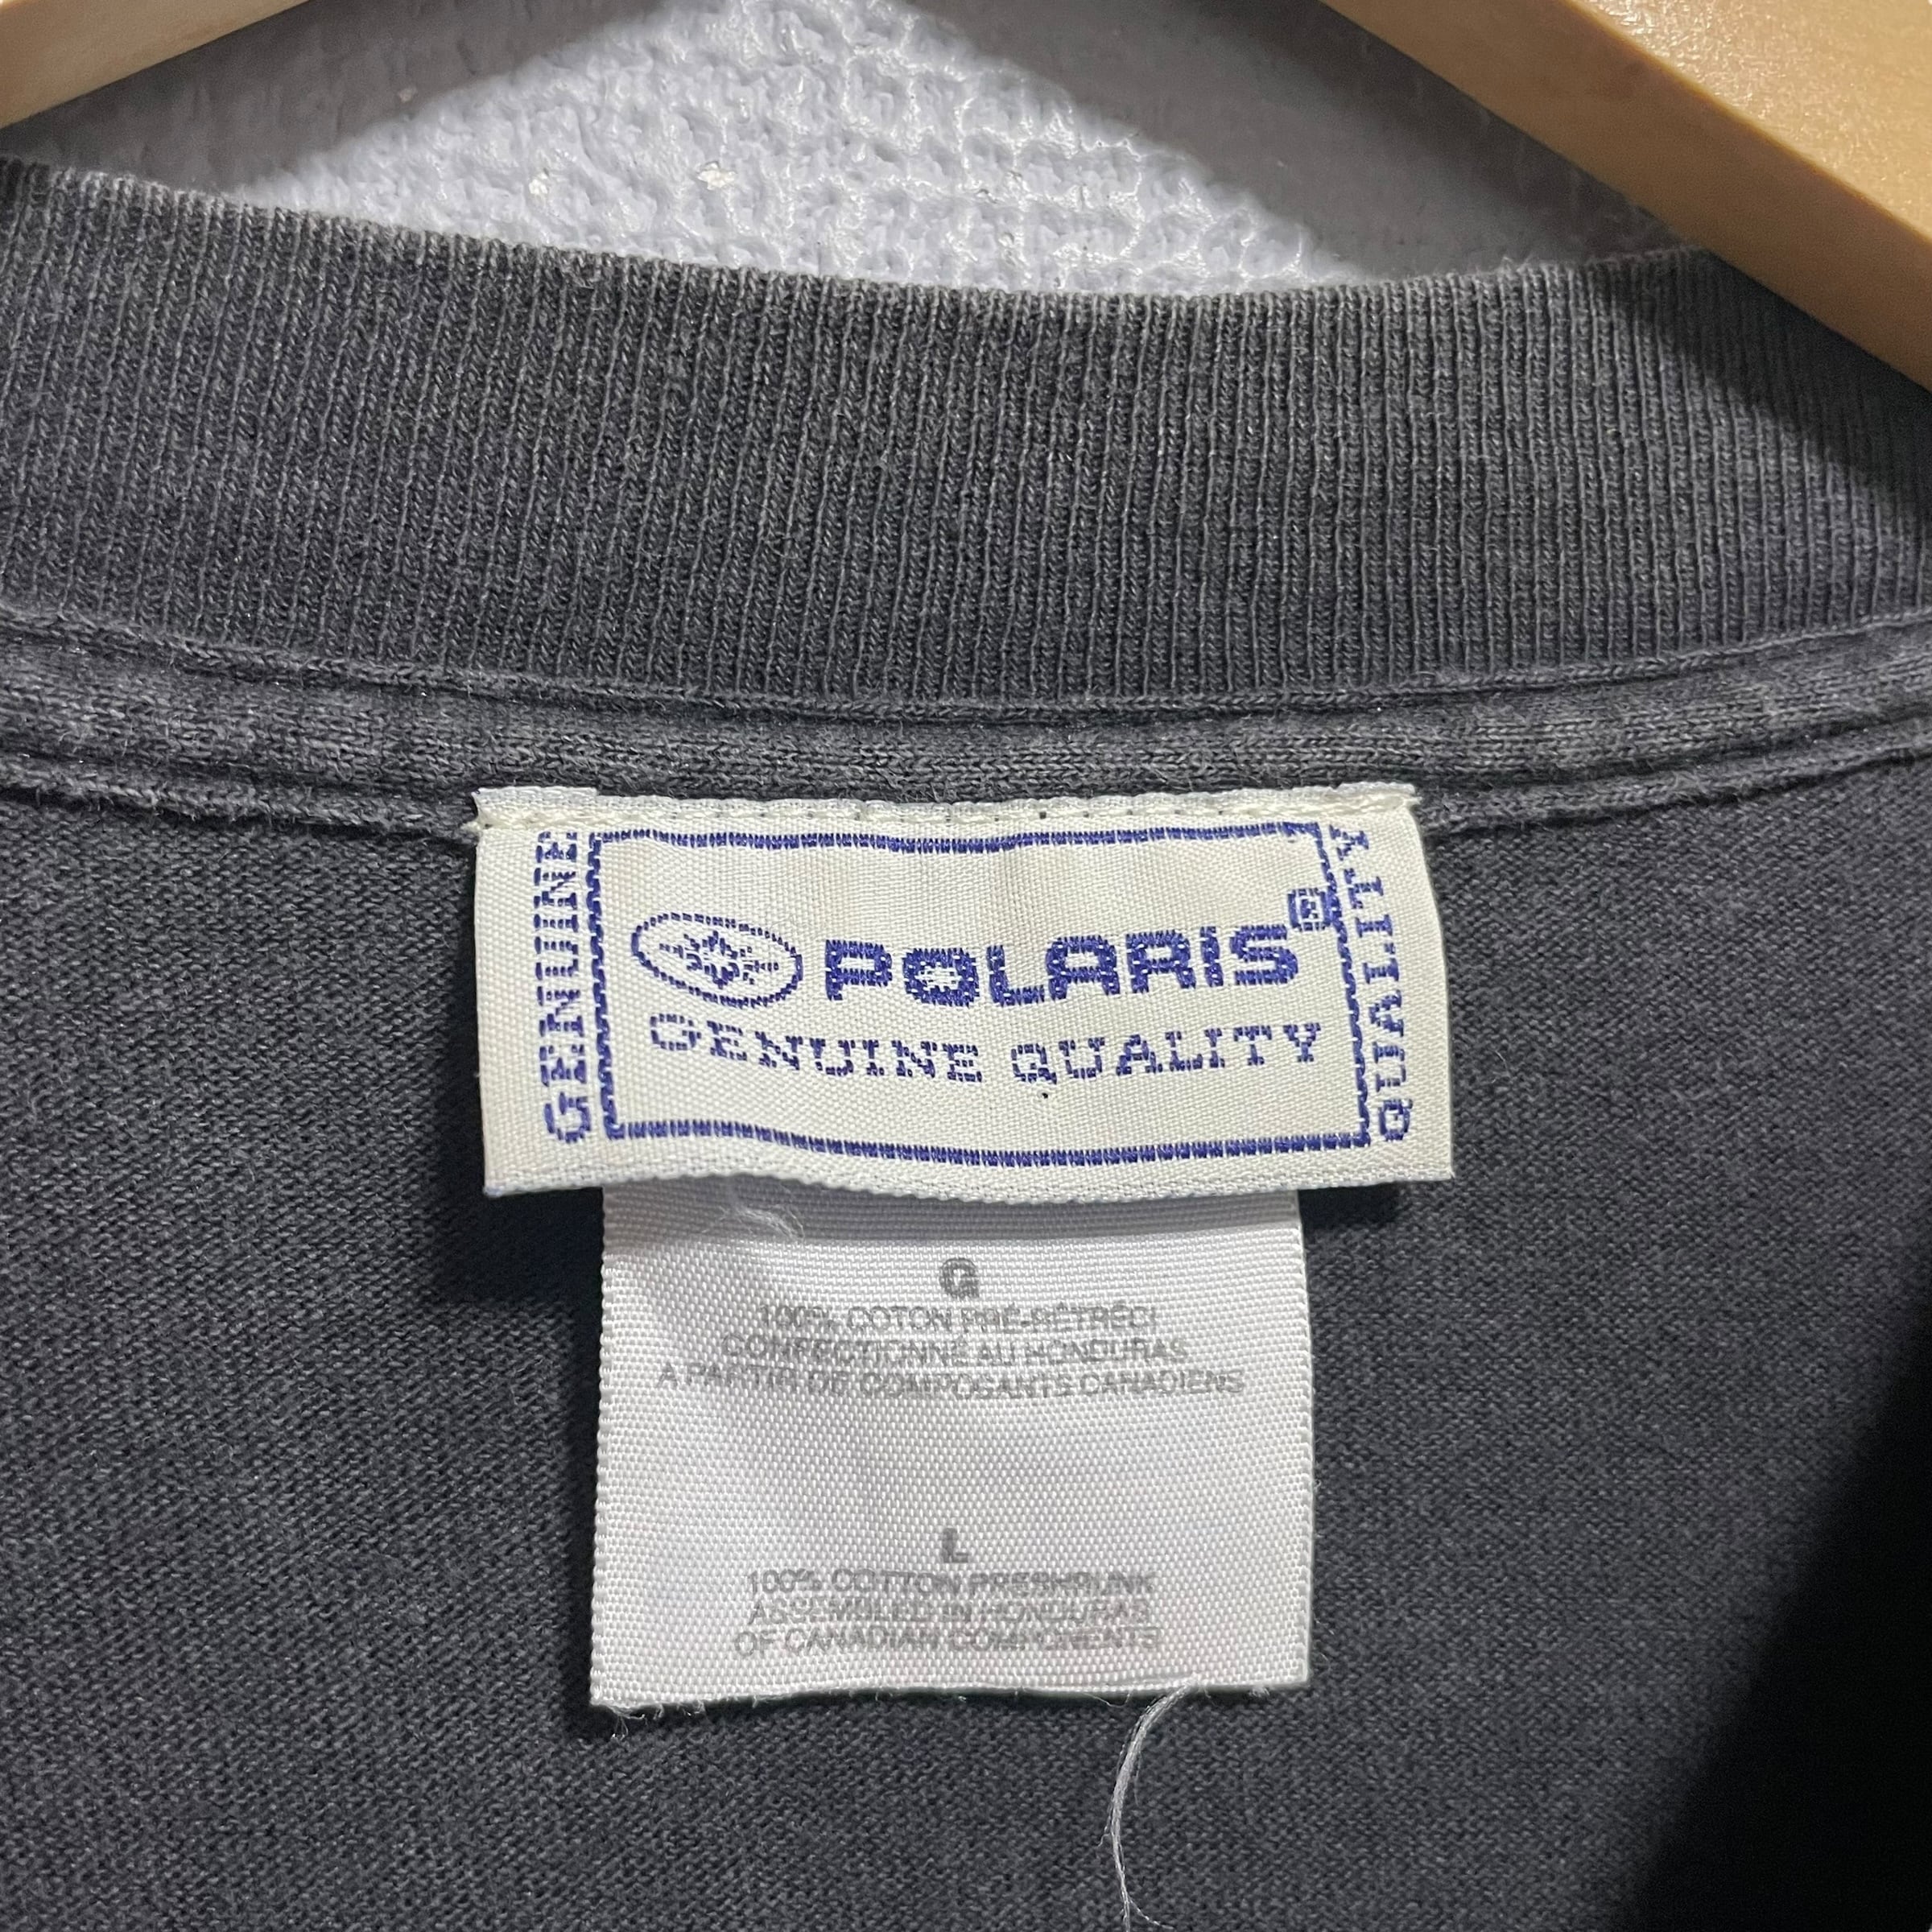 GENUINE
POLARIS®
GENUINE QUALITY
QUALITY
G
100% COTON PRÉ-RÉTRÉCI
CONFECTIONNÉ AU HONDURAS
A PARTIR DE COMPOSANTS CANADIENS
L
100% COTTON PRESHRUNK
ASSEMBLED IN HONDURAS
OF CANADIAN COMPONENTS